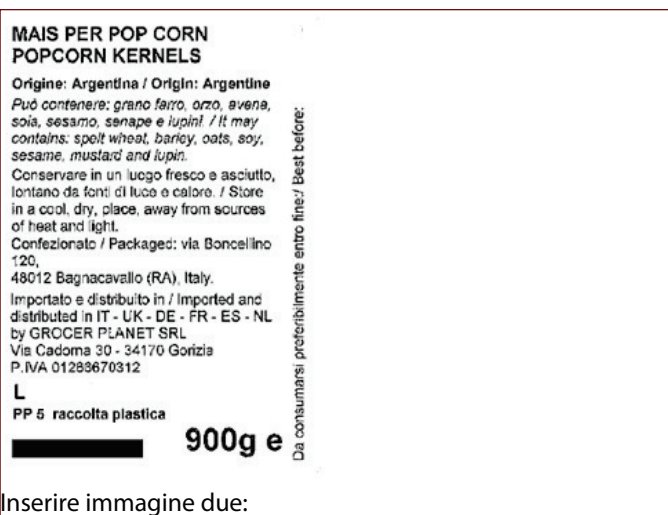 MAIS PER POP CORN
POPCORN KERNELS
Origine: Argentina / Origin: Argentine
Può contenere: grano farro, orzo, avena,
soia, sesamo, senape e lupini. / It may
contains: spelt wheat, barley, oats, soy,
sesame, mustard and lupin.
Conservare in un luogo fresco e asciutto,
lontano da fonti di luce e calore. / Store
in a cool, dry, place, away from sources
of heat and light.
Confezionato / Packaged: via Boncellino
120,
48012 Bagnacavallo (RA), Italy.
Importato e distribuito in / Imported and
distributed in IT - UK - DE - FR - ES - NL
by GROCER PLANET SRL
Via Cadorna 30 - 34170 Gorizia
P.IVA 01283670312
L
PP 5 raccolta plastica
900g e
Da consumarsi preferibilmente entro fine:/ Best before:
Inserire immagine due: